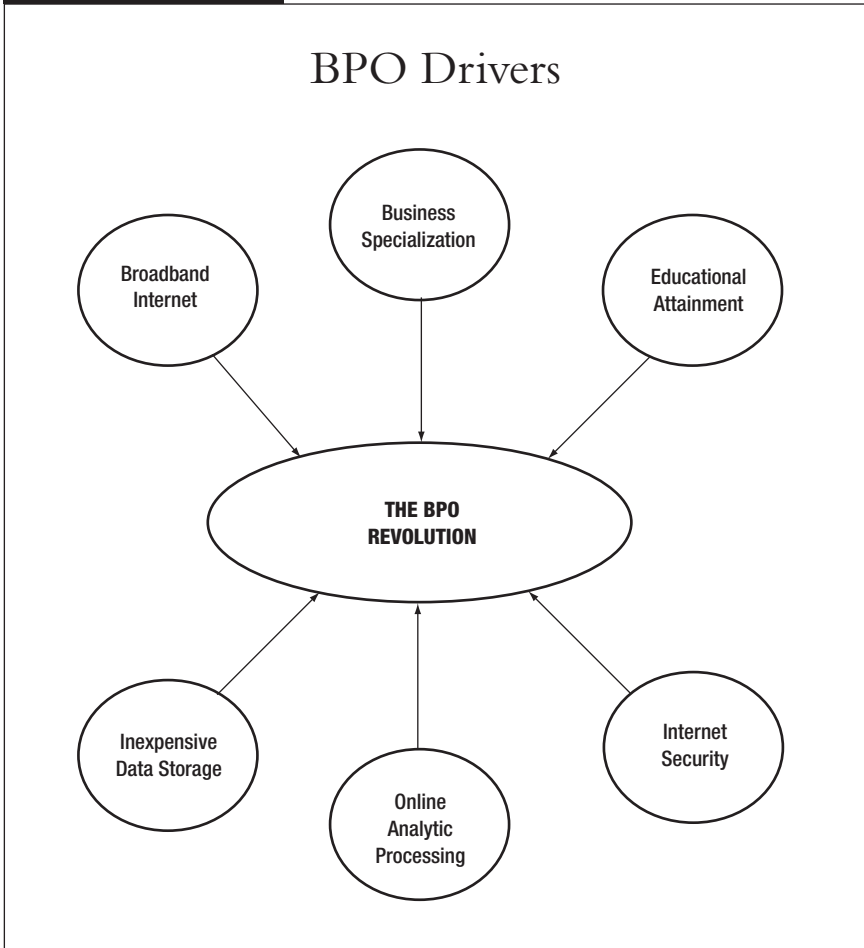 BPO Drivers
Business
Specialization
Broadband
Internet
Educational
Attainment
THE BPO
REVOLUTION
Inexpensive
Data Storage
Online
Analytic
Processing
Internet
Security